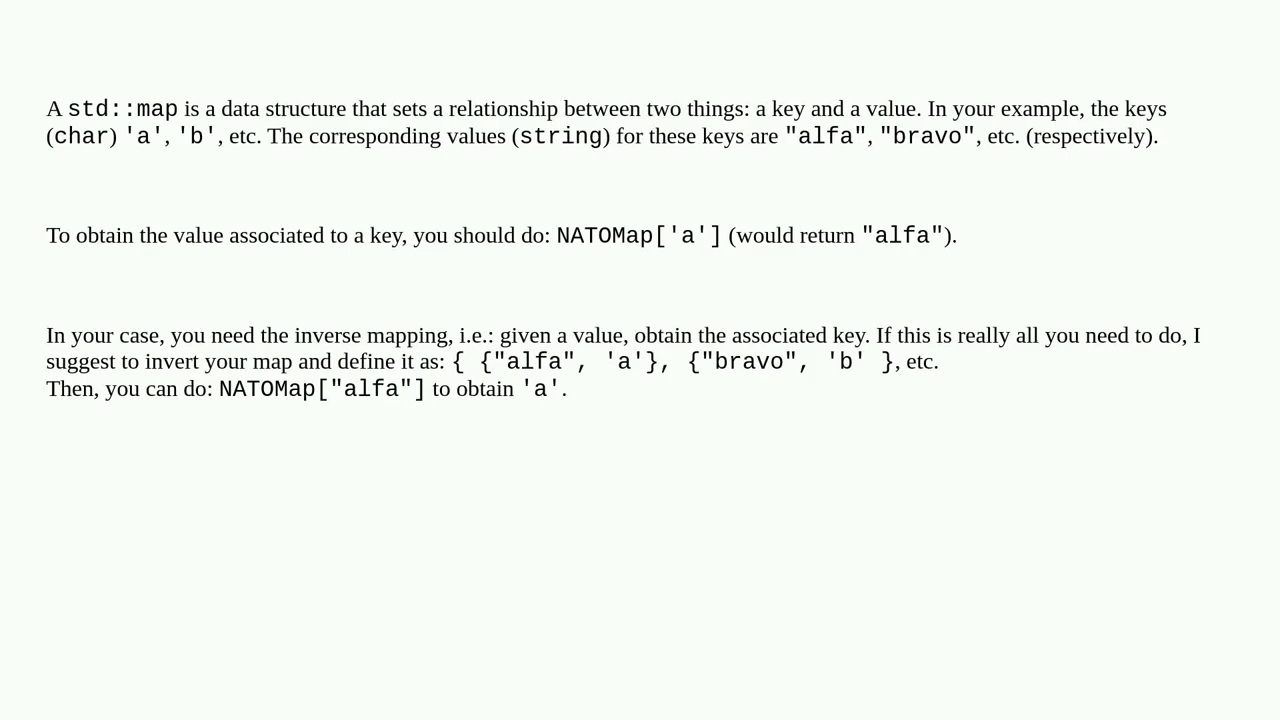 A std::map is a data structure that sets a relationship between two things: a key and a value. In your example, the keys
(char) 'a', 'b', etc. The corresponding values (string) for these keys are "alfa", "bravo", etc. (respectively).
To obtain the value associated to a key, you should do: NATOMap['a'] (would return "alfa").
In your case, you need the inverse mapping, i.e.: given a value, obtain the associated key. If this is really all you need to do, I
suggest to invert your map and define it as: { {"alfa", 'a'}, {"bravo", 'b' }, etc.
Then, you can do: NATOMap["alfa"] to obtain 'a'.